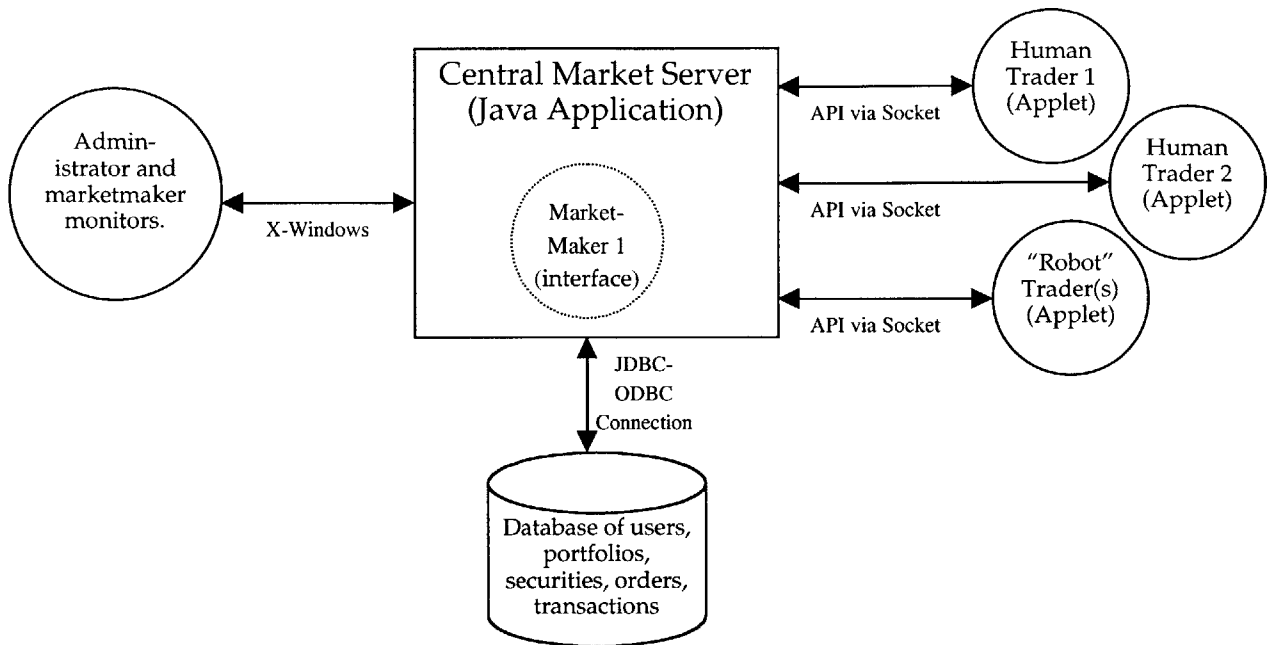 Central Market Server
(Java Application)
Market-
Maker 1
(interface)
Admin-
istrator and
marketmaker
monitors.
X-Windows
API via Socket
Human
Trader 1
(Applet)
API via Socket
Human
Trader 2
(Applet)
API via Socket
“Robot”
Trader(s)
(Applet)
JDBC-
ODBC
Connection
Database of users,
portfolios,
securities, orders,
transactions